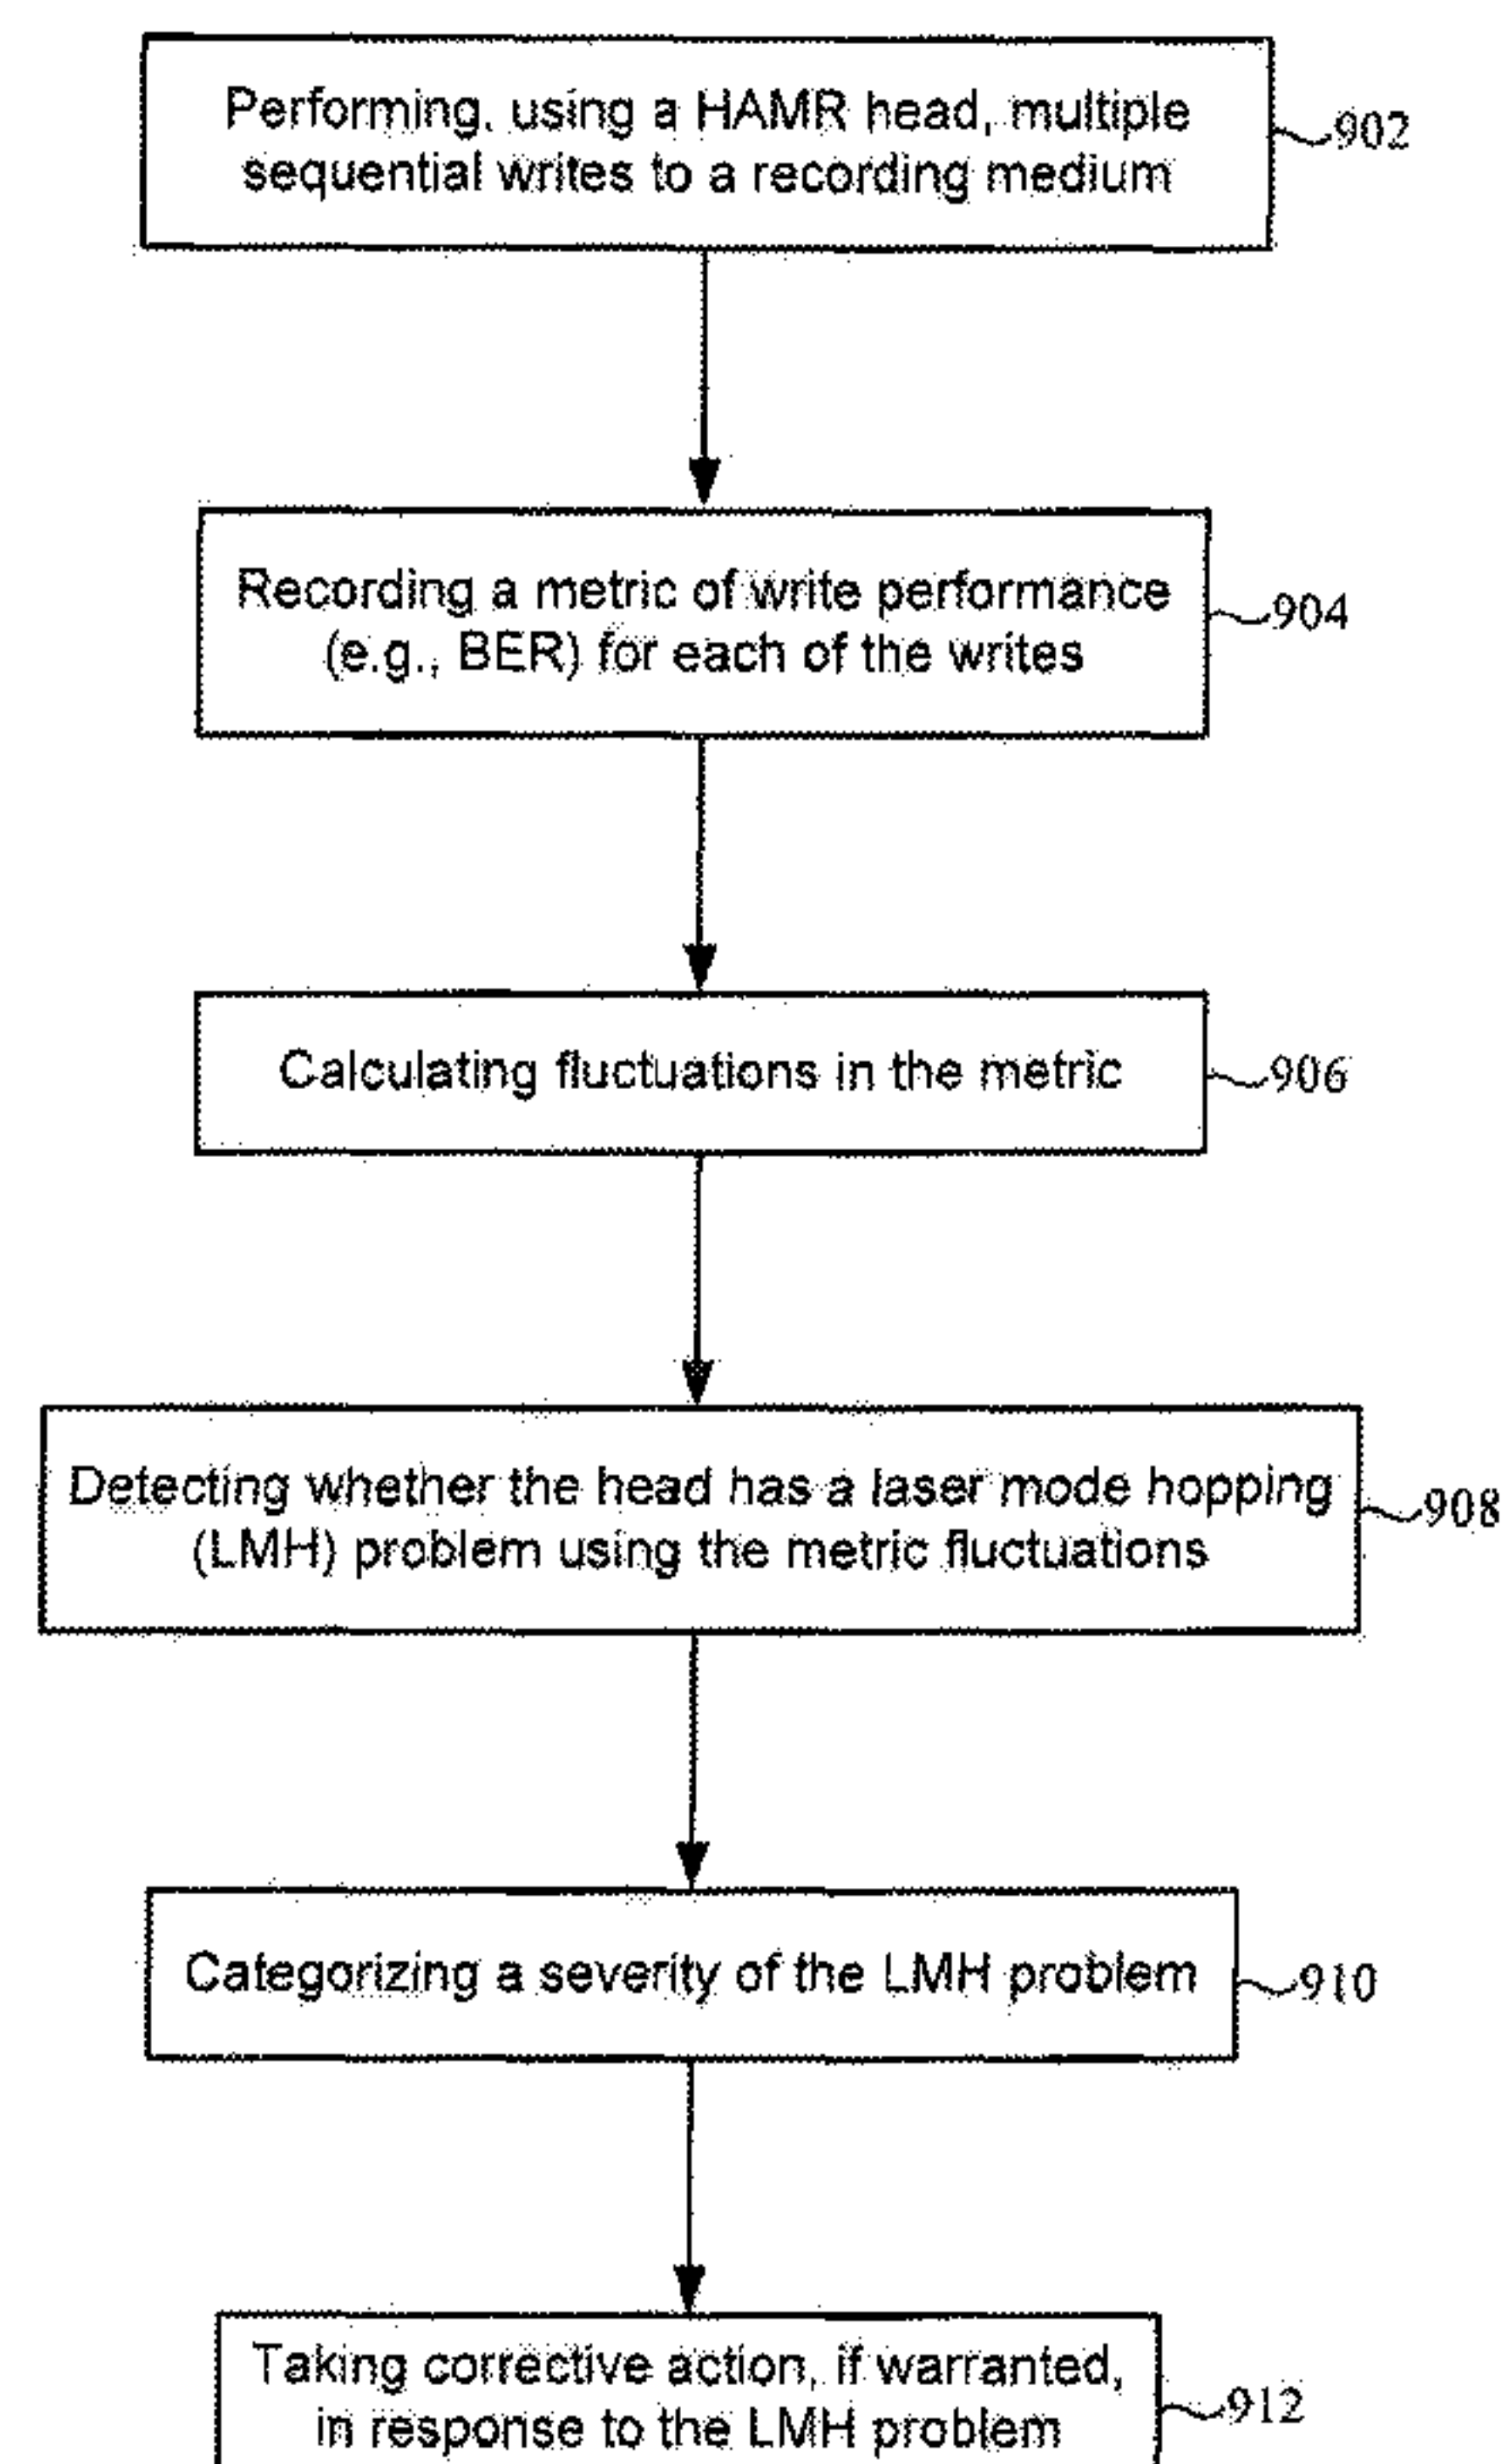 Performing, using a HAMR head, multiple
sequential writes to a recording medium
902
Recording a metric of write performance
(e.g., BER) for each of the writes
904
Calculating fluctuations in the metric
906
Detecting whether the head has a laser mode hopping
(LMH) problem using the metric fluctuations
908
Categorizing a severity of the LMH problem
910
Taking corrective action, if warranted,
in response to the LMH problem
912